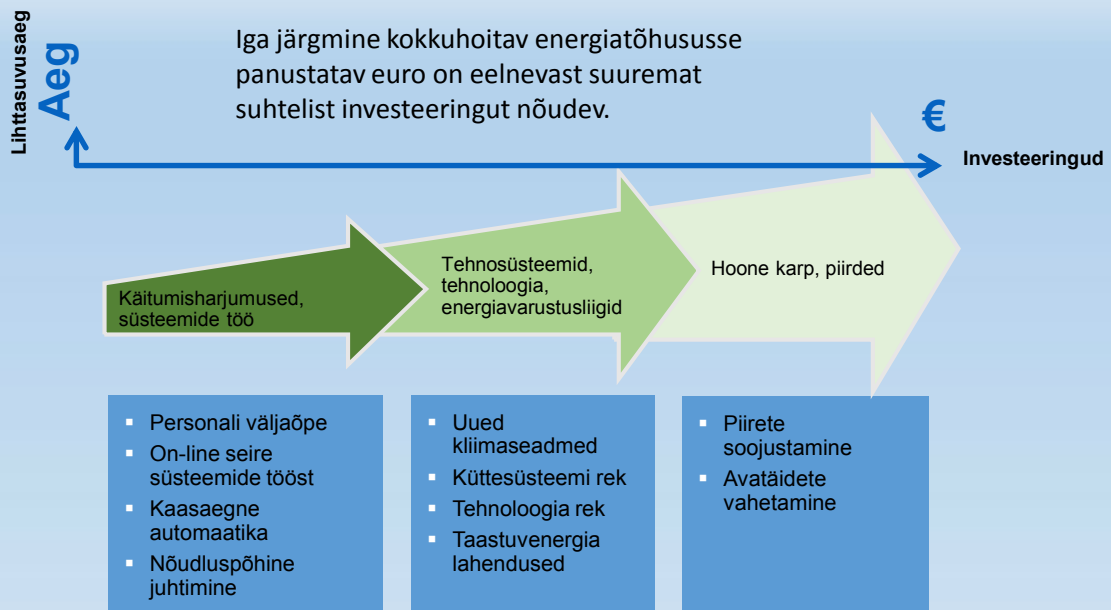 Lihttasuvusaeg
Aeg
Iga järgmine kokkuhoitav energiatõhususse
panustatav euro on eelnevast suuremat
suhtelist investeeringut nõudev.
€
Investeeringud
Käitumisharjumused,
süsteemide töö
Tehnosüsteemid,
tehnoloogia,
energiavarustusliigid
Hoone karp, piirded
▪ Personali väljaõpe
▪ On-line seire
süsteemide tööst
▪ Kaasaegne
automaatika
▪ Nõudluspõhine
juhtimine
▪ Uued
kliimaseadmed
▪ Küttesüsteemi rek
▪ Tehnoloogia rek
▪ Taastuvenergia
lahendused
▪ Piirete
soojustamine
▪ Avatäidete
vahetamine